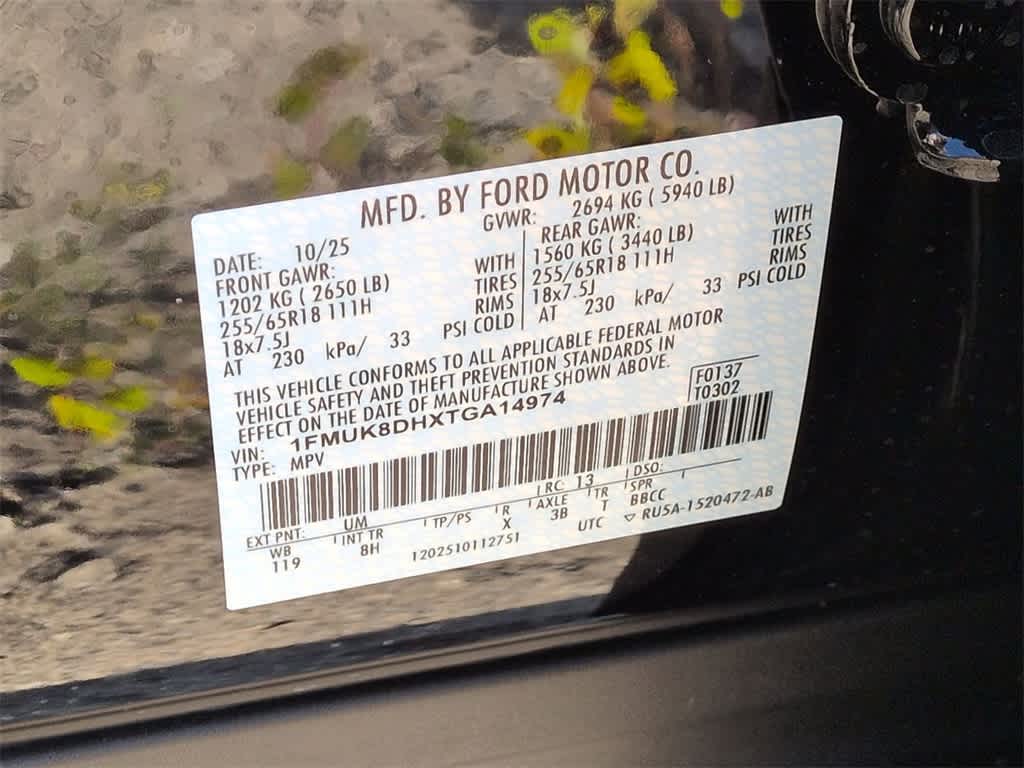 MFD. BY FORD MOTOR CO.
DATE: 10/25
GVWR: 2694 KG ( 5940 LB)
FRONT GAWR:
1202 KG ( 2650 LB) WITH
255/65R18 111H TIRES
18x7.5J RIMS
AT 230 kPa/ 33 PSI COLD
REAR GAWR:
1560 KG ( 3440 LB) WITH
255/65R18 111H TIRES
18x7.5J RIMS
AT 230 kPa/ 33 PSI COLD
THIS VEHICLE CONFORMS TO ALL APPLICABLE FEDERAL MOTOR
VEHICLE SAFETY AND THEFT PREVENTION STANDARDS IN
EFFECT ON THE DATE OF MANUFACTURE SHOWN ABOVE.
VIN: 1FMUK8DHXTGA14974
TYPE: MPV
F0137
T0302
EXT PNT: UM RC: 13 DSO:
WB INT TR TP/PS R AXLE TR SPR
119 8H X 3B T BBCC
1202510112751 UTC ▽ RU5A-1520472-AB